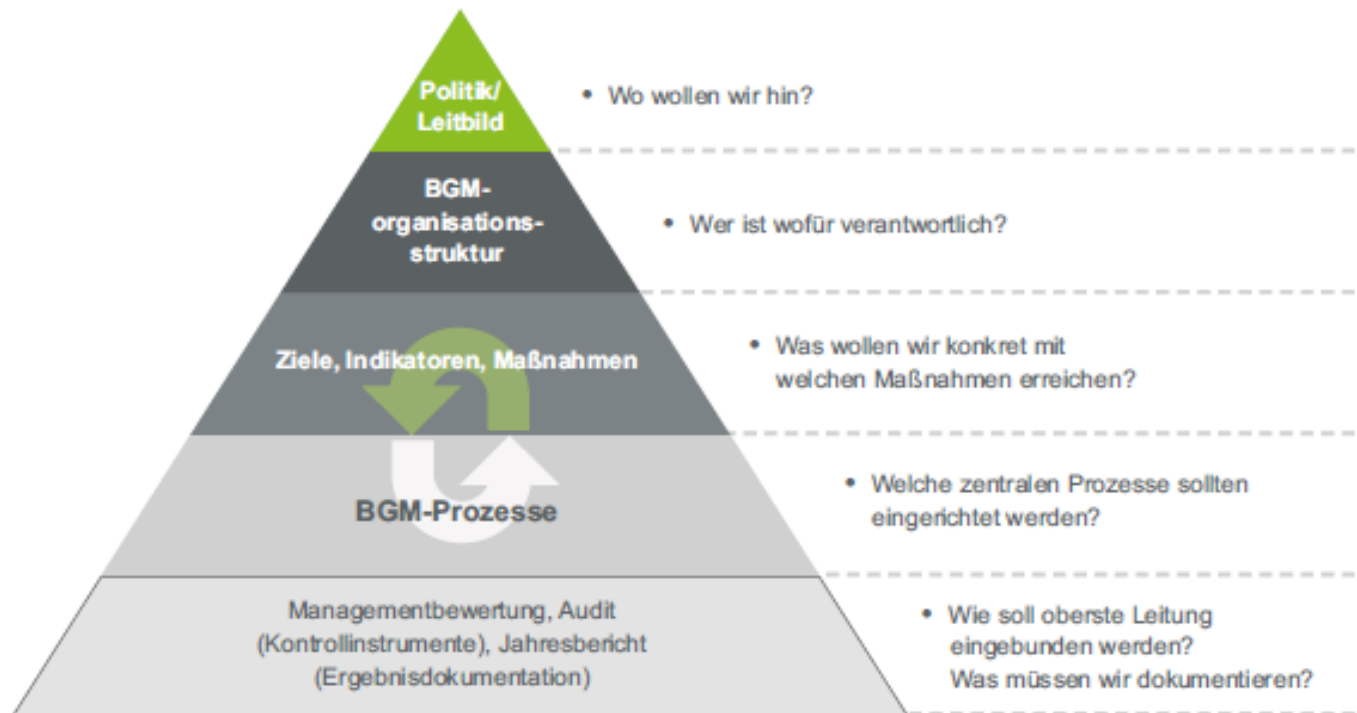 Politik/
Leitbild
• Wo wollen wir hin?
BGM-
organisations-
struktur
• Wer ist wofür verantwortlich?
Ziele, Indikatoren, Maßnahmen
• Was wollen wir konkret mit
welchen Maßnahmen erreichen?
BGM-Prozesse
• Welche zentralen Prozesse sollten
eingerichtet werden?
Managementbewertung, Audit
(Kontrollinstrumente), Jahresbericht
(Ergebnisdokumentation)
• Wie soll oberste Leitung
eingebunden werden?
Was müssen wir dokumentieren?